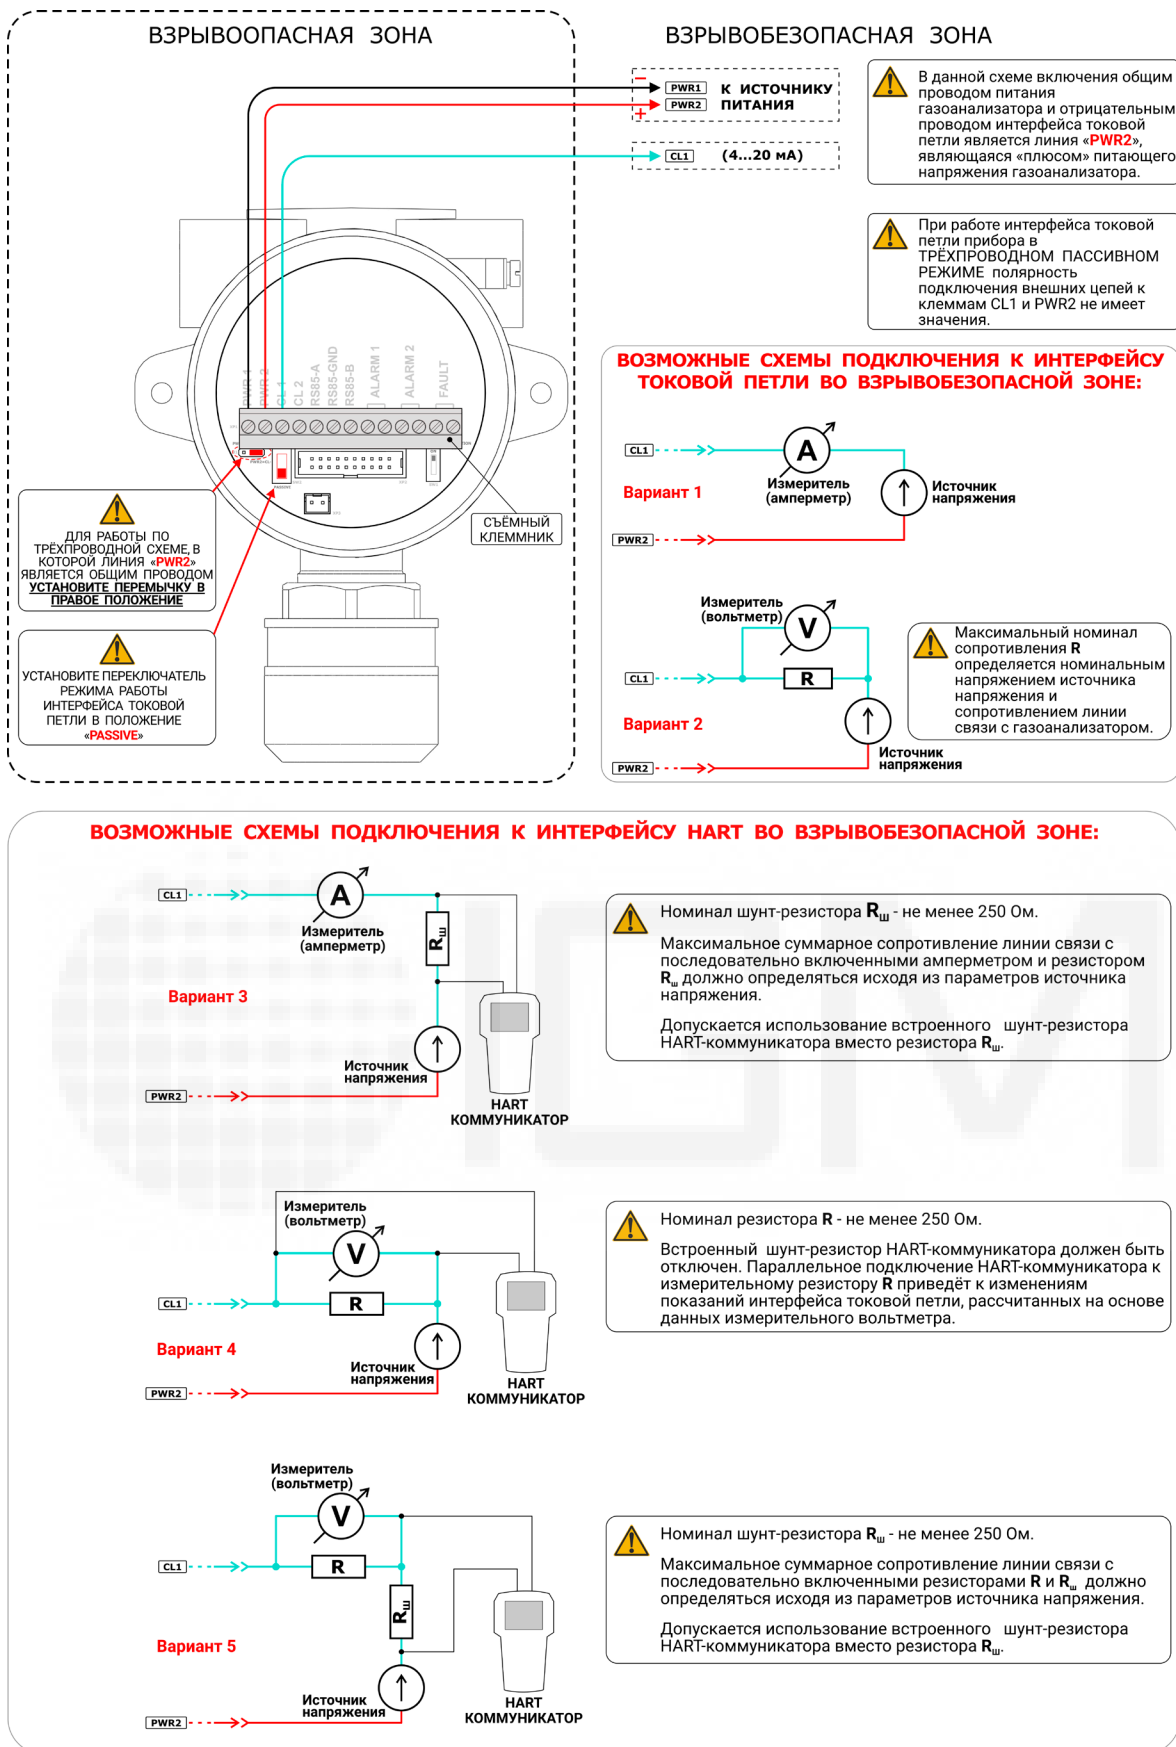 ВЗРЫВООПАСНАЯ ЗОНА
ВЗРЫВОБЕЗОПАСНАЯ ЗОНА
PWR1
PWR2
К ИСТОЧНИКУ
ПИТАНИЯ
CL1
(4...20 мА)
В данной схеме включения общим
проводом питания
газоанализатора и отрицательным
проводом интерфейса токовой
петли является линия «PWR2»,
являющаяся «плюсом» питающего
напряжения газоанализатора.
При работе интерфейса токовой
петли прибора в
ТРЁХПРОВОДНОМ ПАССИВНОМ
РЕЖИМЕ полярность
подключения внешних цепей к
клеммам CL1 и PWR2 не имеет
значения.
PWR 1
PWR 2
CL 1
CL 2
RS85-A
RS85-GND
RS85-B
ALARM 1
ALARM 2
FAULT
PASSIVE
СЪЁМНЫЙ
КЛЕММНИК
ДЛЯ РАБОТЫ ПО
ТРЁХПРОВОДНОЙ СХЕМЕ, В
КОТОРОЙ ЛИНИЯ «PWR2»
ЯВЛЯЕТСЯ ОБЩИМ ПРОВОДОМ
УСТАНОВИТЕ ПЕРЕМЫЧКУ В
ПРАВОЕ ПОЛОЖЕНИЕ
УСТАНОВИТЕ ПЕРЕКЛЮЧАТЕЛЬ
РЕЖИМА РАБОТЫ
ИНТЕРФЕЙСА ТОКОВОЙ
ПЕТЛИ В ПОЛОЖЕНИЕ
«PASSIVE»
ВОЗМОЖНЫЕ СХЕМЫ ПОДКЛЮЧЕНИЯ К ИНТЕРФЕЙСУ
ТОКОВОЙ ПЕТЛИ ВО ВЗРЫВОБЕЗОПАСНОЙ ЗОНЕ:
CL1
A
Измеритель
(амперметр)
Источник
напряжения
Вариант 1
PWR2
Измеритель
(вольтметр)
V
CL1
R
Вариант 2
Источник
напряжения
PWR2
Максимальный номинал
сопротивления R
определяется номинальным
напряжением источника
напряжения и
сопротивлением линии
связи с газоанализатором.
ВОЗМОЖНЫЕ СХЕМЫ ПОДКЛЮЧЕНИЯ К ИНТЕРФЕЙСУ HART ВО ВЗРЫВОБЕЗОПАСНОЙ ЗОНЕ:
CL1
A
Измеритель
(амперметр)
Rш
Вариант 3
Источник
напряжения
PWR2
HART
КОММУНИКАТОР
Номинал шунт-резистора Rш - не менее 250 Ом.
Максимальное суммарное сопротивление линии связи с
последовательно включенными амперметром и резистором
Rш должно определяться исходя из параметров источника
напряжения.
Допускается использование встроенного шунт-резистора
HART-коммуникатора вместо резистора Rш.
IGM
Измеритель
(вольтметр)
V
CL1
R
Вариант 4
Источник
напряжения
PWR2
HART
КОММУНИКАТОР
Номинал резистора R - не менее 250 Ом.
Встроенный шунт-резистор HART-коммуникатора должен быть
отключен. Параллельное подключение HART-коммуникатора к
измерительному резистору R приведёт к изменениям
показаний интерфейса токовой петли, рассчитанных на основе
данных измерительного вольтметра.
Измеритель
(вольтметр)
V
CL1
R
Rш
Вариант 5
Источник
напряжения
PWR2
HART
КОММУНИКАТОР
Номинал шунт-резистора Rш - не менее 250 Ом.
Максимальное суммарное сопротивление линии связи с
последовательно включенными резисторами R и Rш должно
определяться исходя из параметров источника напряжения.
Допускается использование встроенного шунт-резистора
HART-коммуникатора вместо резистора Rш.